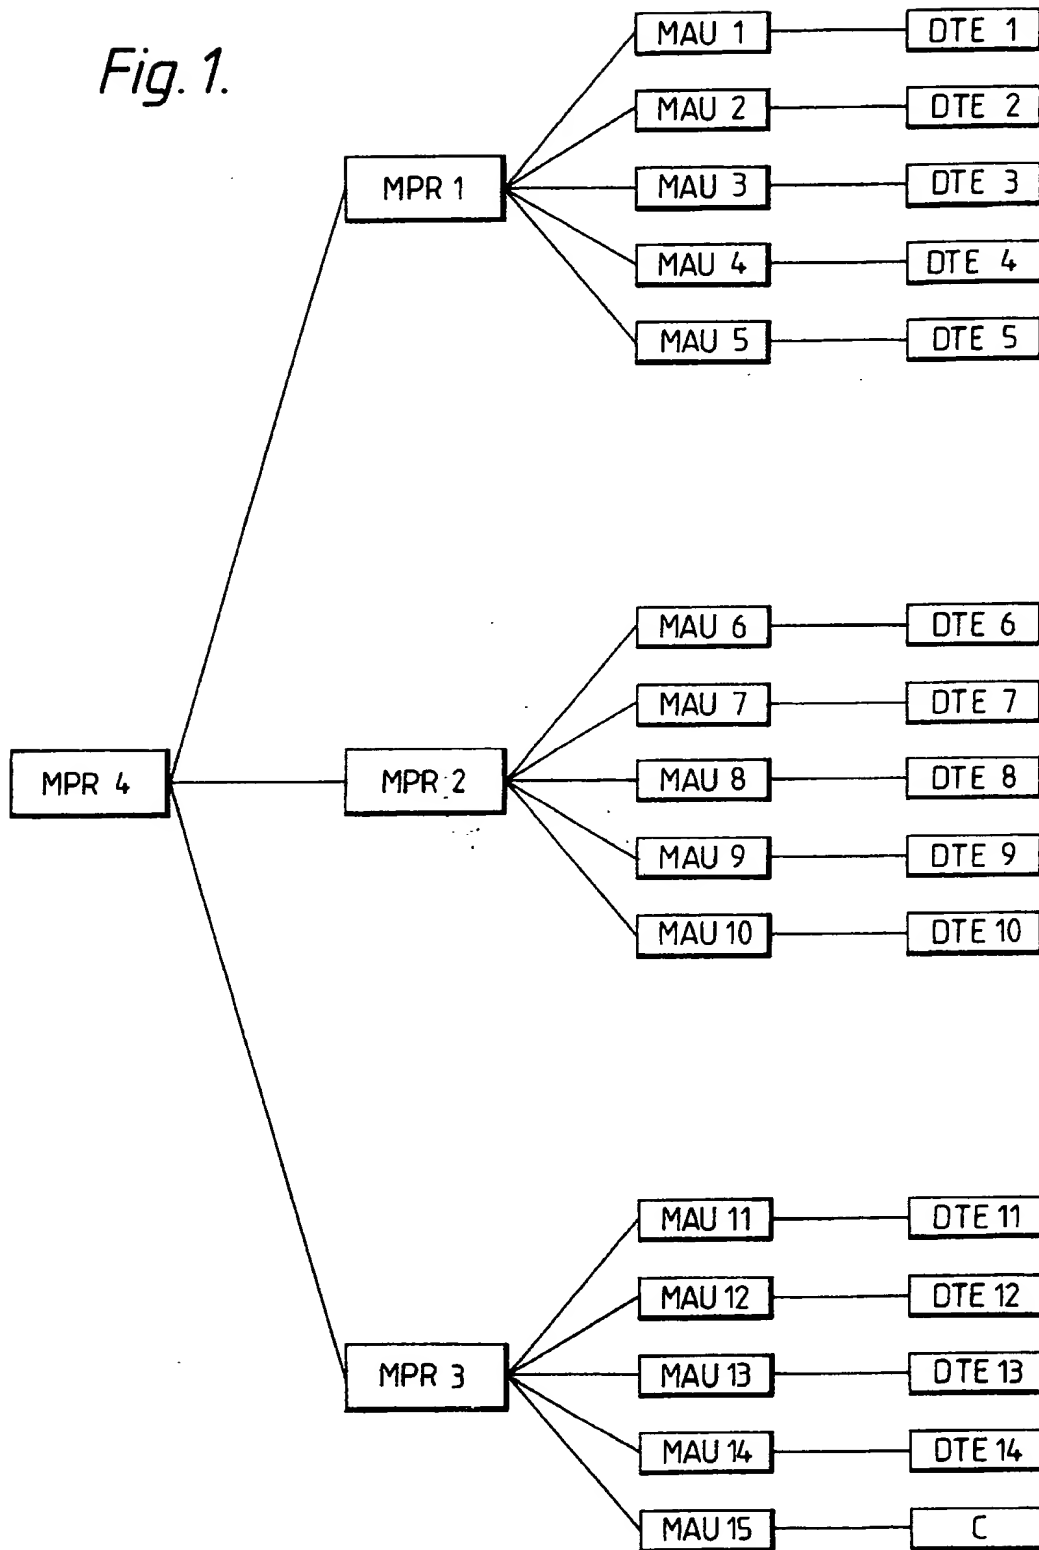 Fig. 1.
MAU 1 DTE 1
MAU 2 DTE 2
MPR 1 MAU 3 DTE 3
MAU 4 DTE 4
MAU 5 DTE 5
MAU 6 DTE 6
MAU 7 DTE 7
MPR 4 MPR 2 MAU 8 DTE 8
MAU 9 DTE 9
MAU 10 DTE 10
MAU 11 DTE 11
MAU 12 DTE 12
MPR 3 MAU 13 DTE 13
MAU 14 DTE 14
MAU 15 C